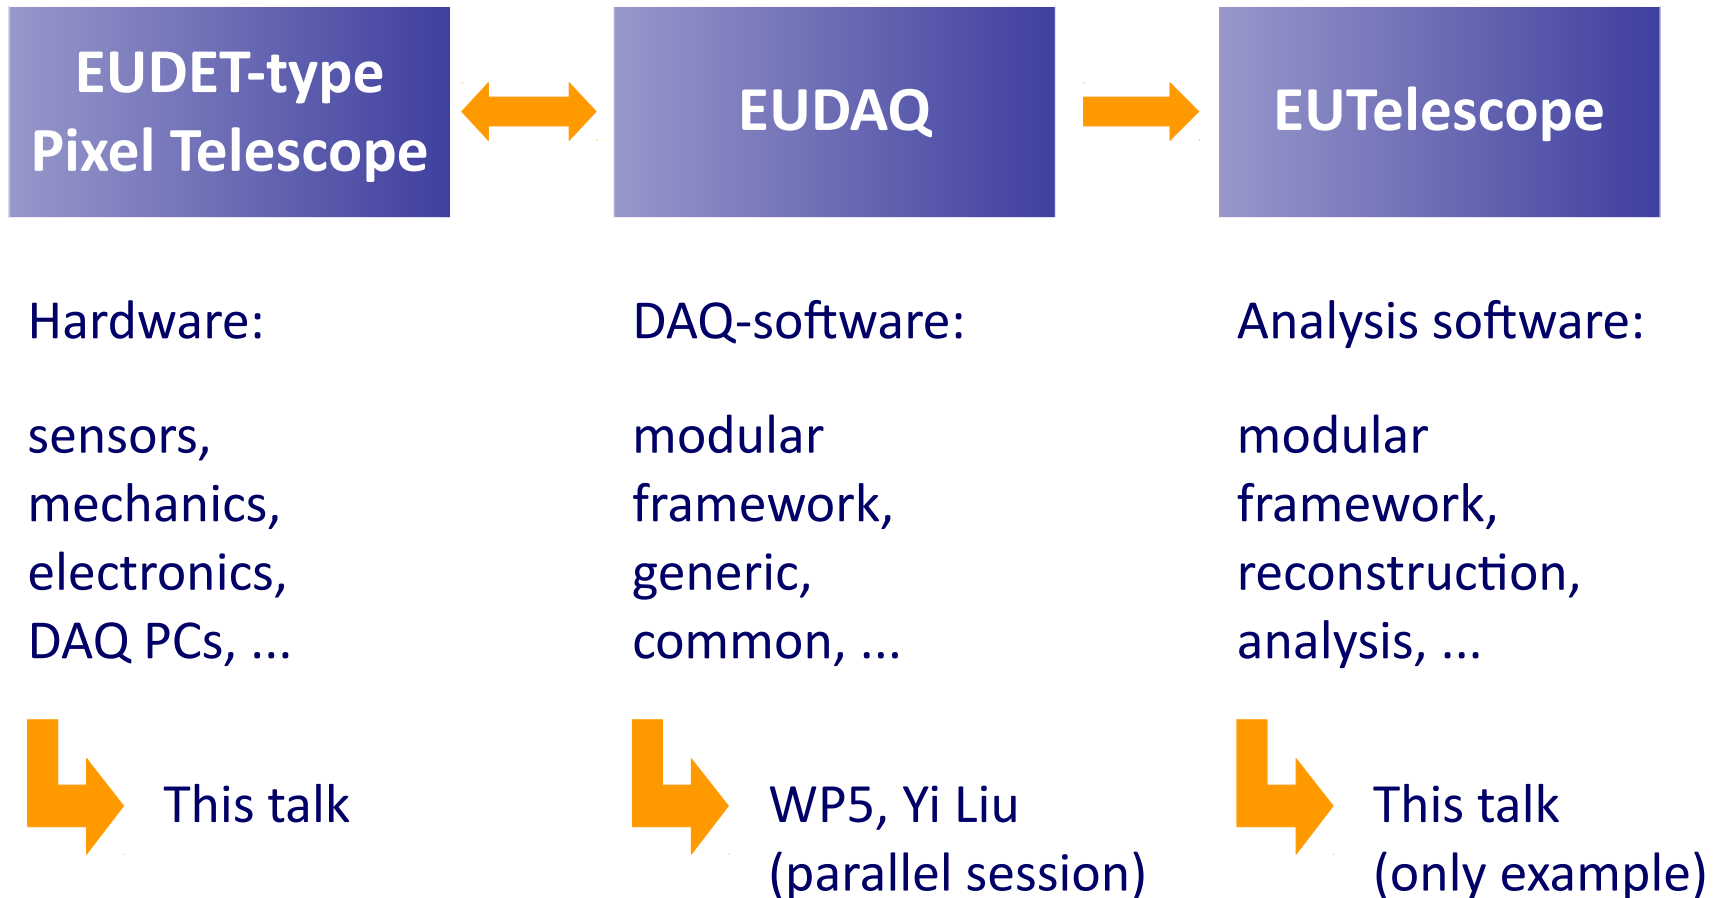 EUDET-type
Pixel Telescope
EUDAQ
EUTelescope
Hardware:
sensors,
mechanics,
electronics,
DAQ PCs, ...
This talk
DAQ-software:
modular
framework,
generic,
common, ...
WP5, Yi Liu
(parallel session)
Analysis software:
modular
framework,
reconstruction,
analysis, ...
This talk
(only example)